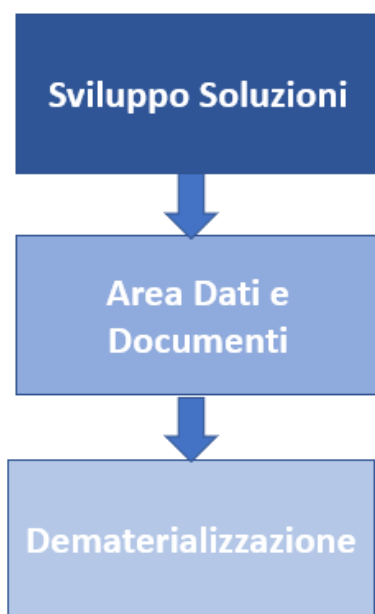 Sviluppo Soluzioni
Area Dati e
Documenti
Dematerializzazione